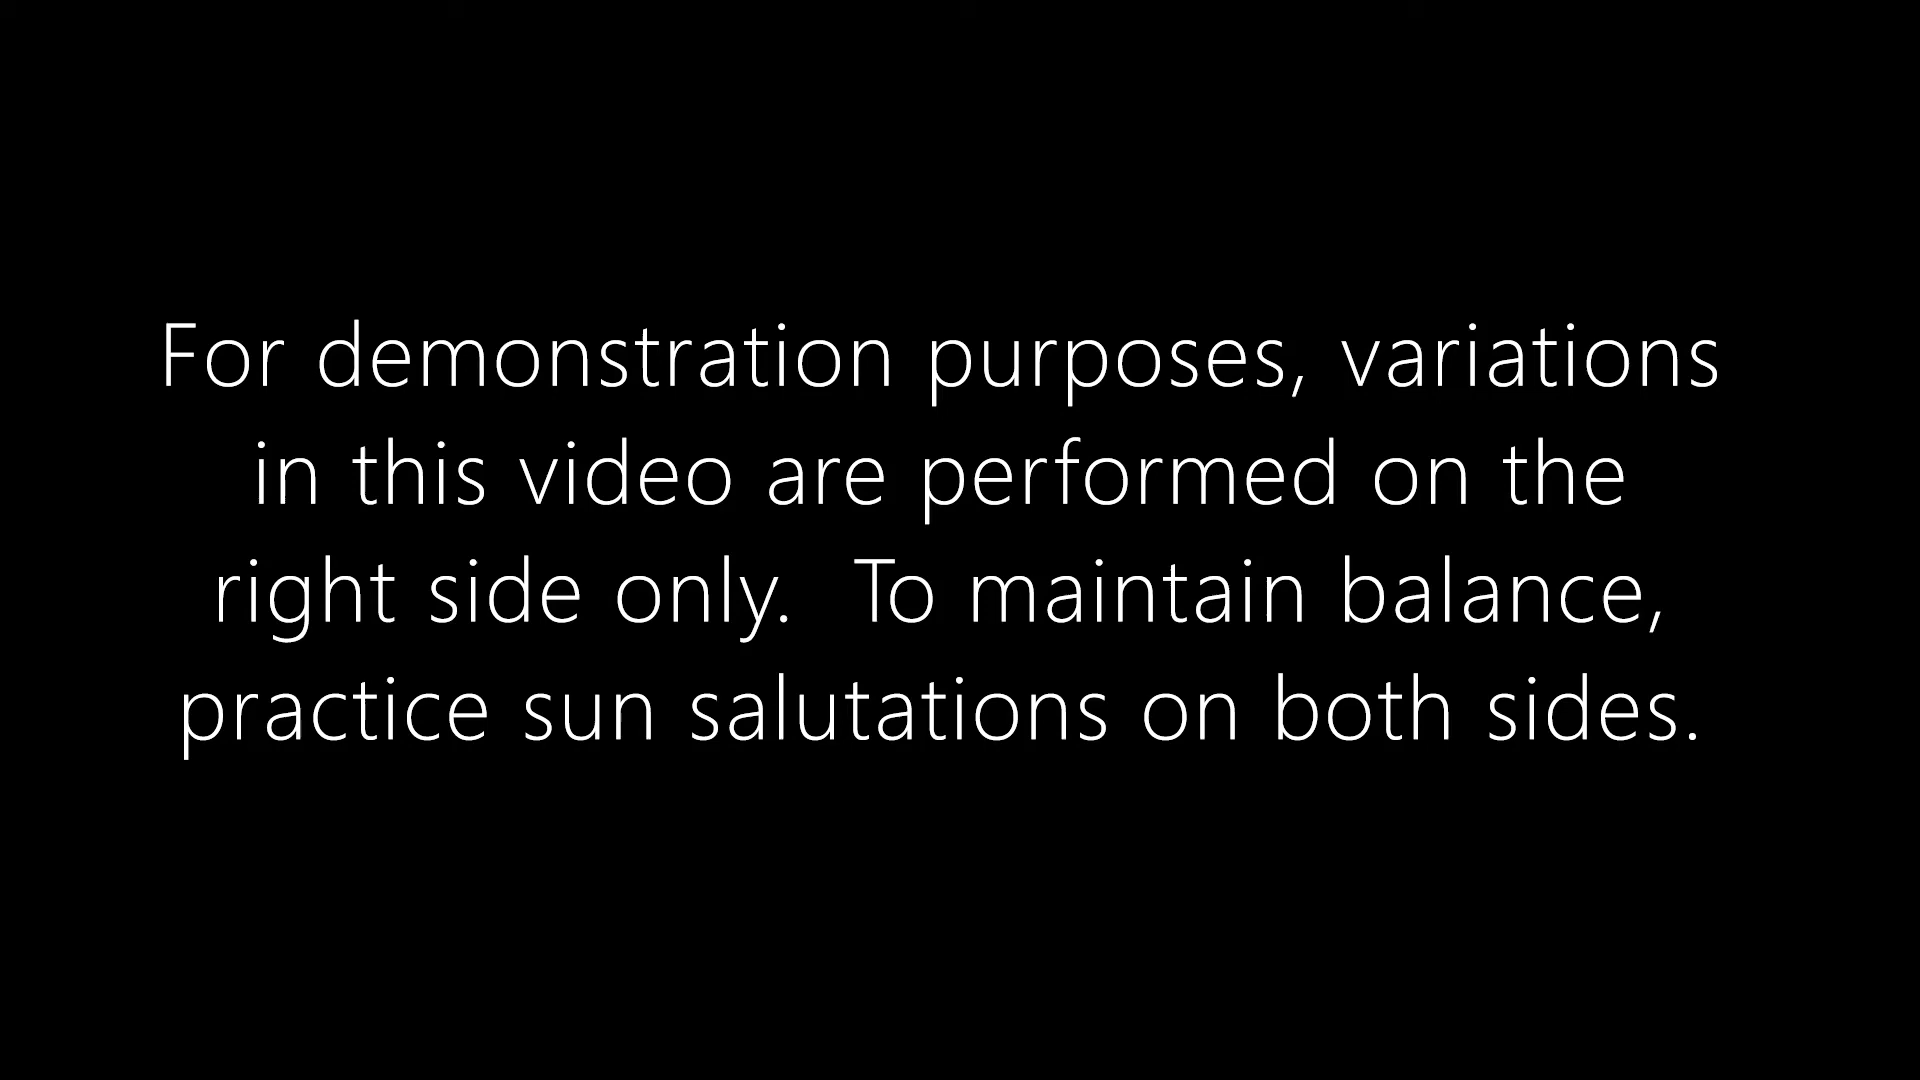 For demonstration purposes, variations
in this video are performed on the
right side only.  To maintain balance,
practice sun salutations on both sides.